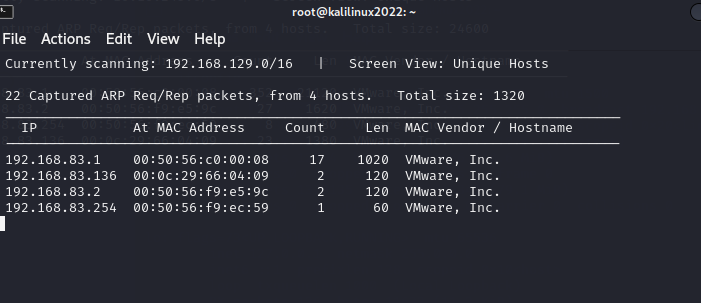 root@kalilinux2022: ~
File Actions Edit View Help
Currently scanning: 192.168.129.0/16 | Screen View: Unique Hosts
22 Captured ARP Req/Rep packets, from 4 hosts. Total size: 1320
IP At MAC Address Count Len MAC Vendor / Hostname
192.168.83.1 00:50:56:c0:00:08 17 1020 VMware, Inc.
192.168.83.136 00:0c:29:66:04:09 2 120 VMware, Inc.
192.168.83.2 00:50:56:f9:e5:9c 2 120 VMware, Inc.
192.168.83.254 00:50:56:f9:ec:59 1 60 VMware, Inc.